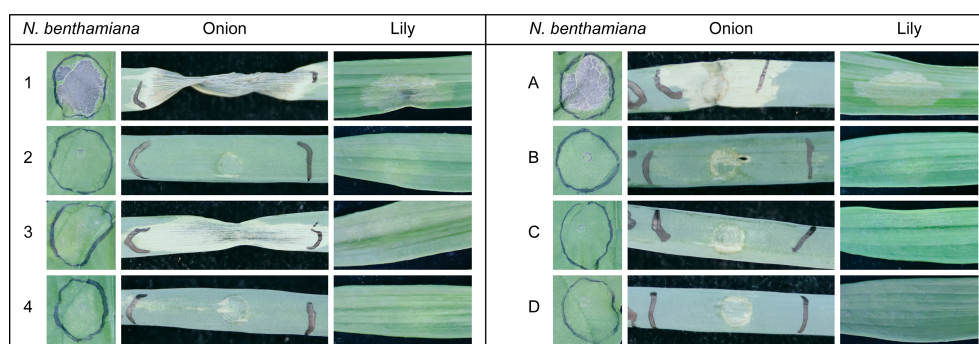 N. benthamiana Onion Lily N. benthamiana Onion Lily
1 A
2 B
3 C
4 D